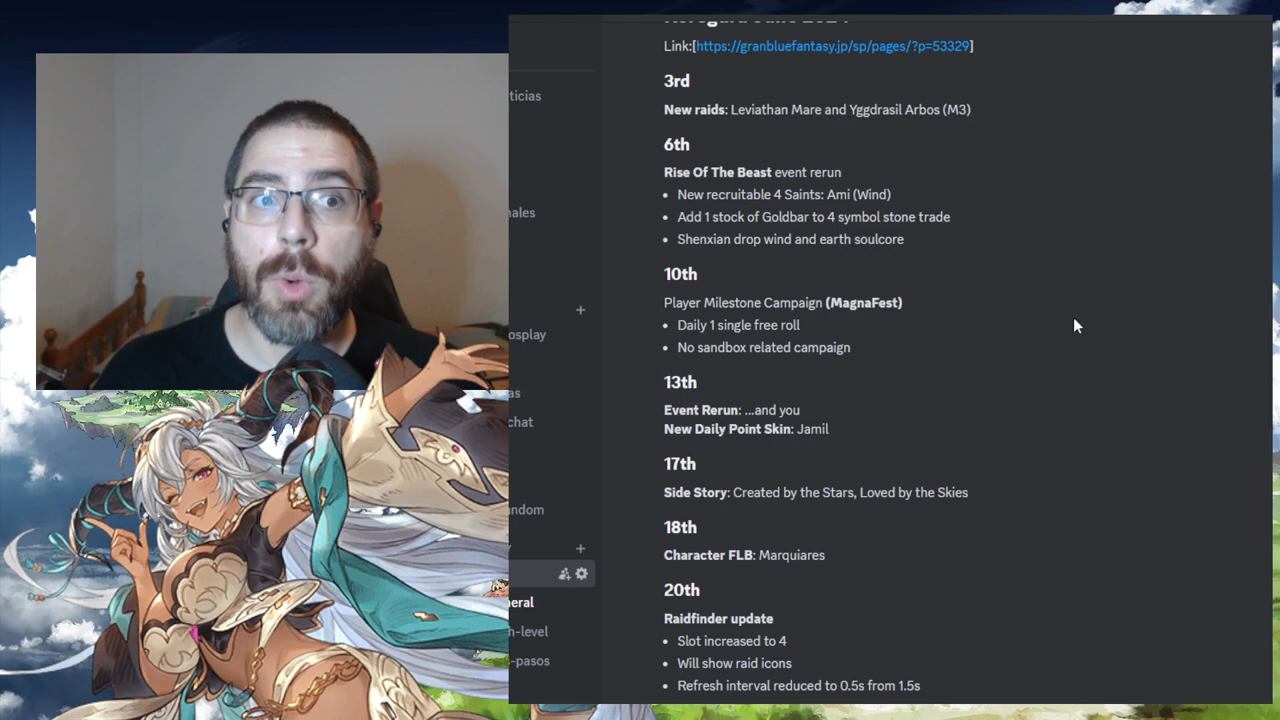 Link:[https://granbluefantasy.jp/sp/pages/?p=53329]
3rd
New raids: Leviathan Mare and Yggdrasil Arbos (M3)
6th
Rise Of The Beast event rerun
• New recruitable 4 Saints: Ami (Wind)
• Add 1 stock of Goldbar to 4 symbol stone trade
• Shenxian drop wind and earth soulcore
10th
Player Milestone Campaign (MagnaFest)
• Daily 1 single free roll
• No sandbox related campaign
13th
Event Rerun: ...and you
New Daily Point Skin: Jamil
17th
Side Story: Created by the Stars, Loved by the Skies
18th
Character FLB: Marquiares
20th
Raidfinder update
• Slot increased to 4
• Will show raid icons
• Refresh interval reduced to 0.5s from 1.5s
ticias
nales
osplay
as
chat
andom
neral
h-level
-pasos